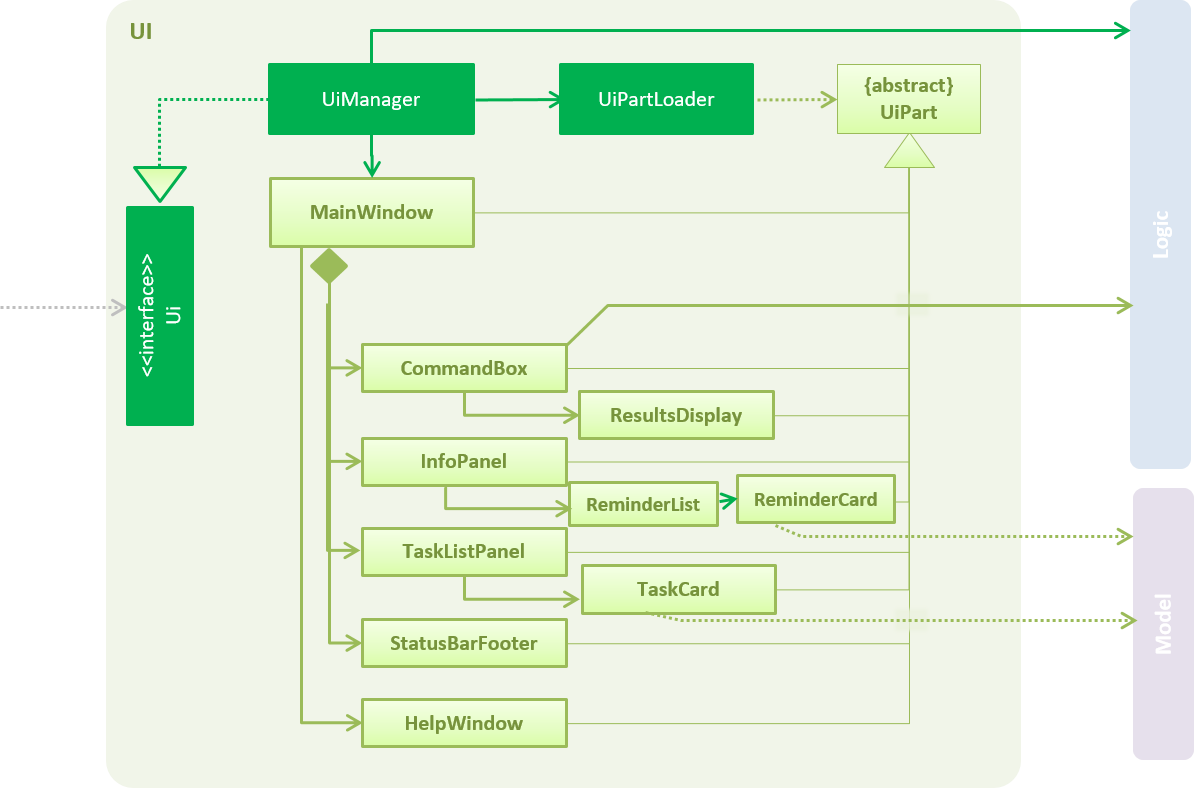 UI
UiManager
UiPartLoader
{abstract}
UiPart
MainWindow
<<interface>>
Ui
Logic
CommandBox
ResultsDisplay
InfoPanel
ReminderList
ReminderCard
TaskListPanel
TaskCard
StatusBarFooter
Model
HelpWindow